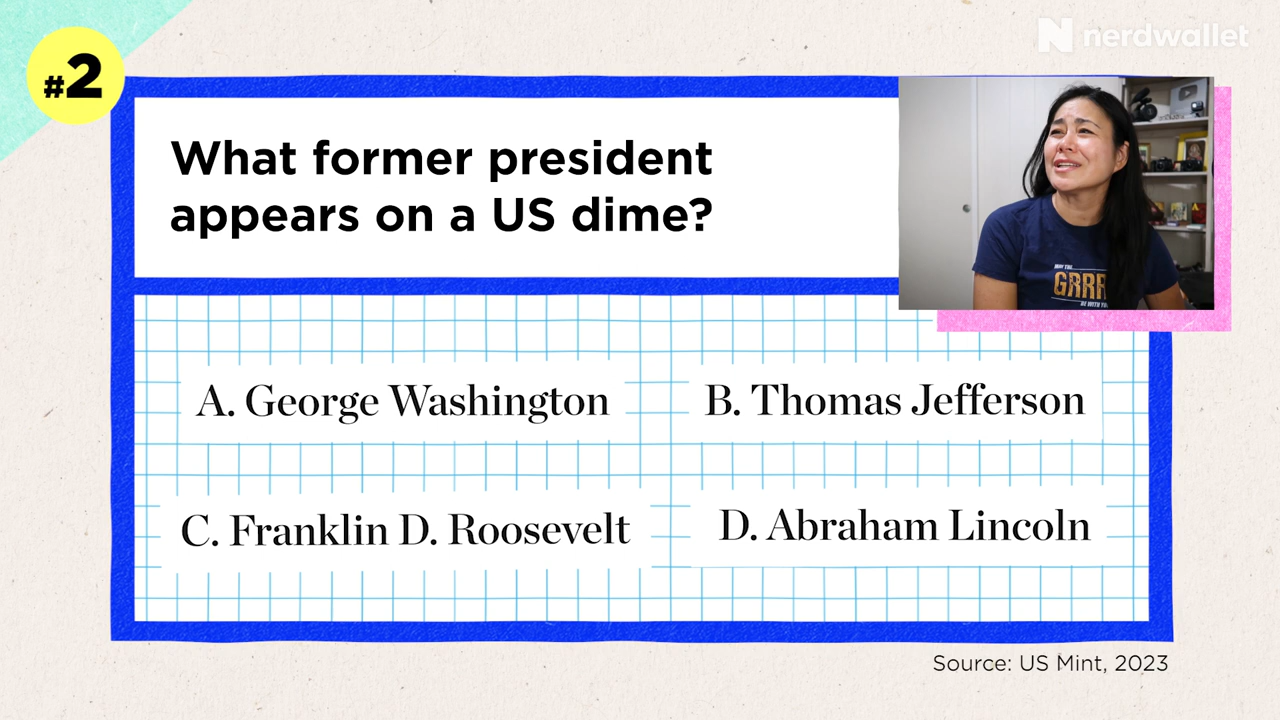 #2
nerdwallet
What former president
appears on a US dime?
GRRR
A. George Washington
B. Thomas Jefferson
C. Franklin D. Roosevelt
D. Abraham Lincoln
Source: US Mint, 2023